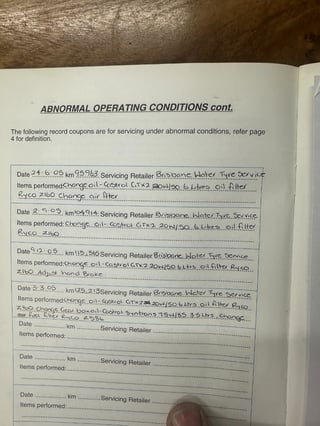 ABNORMAL OPERATING CONDITIONS cont.
The following record coupons are for servicing under abnormal conditions, refer page
4 for definition.
Date 24-6-05 km 95963 Servicing Retailer Brisbane Water Tyre Service
Items performed Change oil - Castrol GTX2 20W/50 6 Litres oil filter
Ryco Z160 Change air filter
Date 2-9-05 km 104914 Servicing Retailer Brisbane Water Tyre Service
Items performed: Change oil - Castrol GTX2 20W/50 6 Litres oil filter
Ryco Z160
Date 9-12-05 km 115,340 Servicing Retailer Brisbane Water Tyre Service
Items performed Change oil - Castrol GTX2 20W/50 6 Litres oil filter Ryco
Z160 Adjust Hand Brake
Date 3-3-05 km 125,213 Servicing Retailer Brisbane Water Tyre Service
Items performed Change oil - Castrol GTX2 20W/50 6 Litrs oil filter Ryco
Z160 Change Gear box oil - Castrol Syntrans 75W/85 3.5 Ltrs, Change
Fuel filter Ryco Z586
Date km Servicing Retailer
Items performed:
Date km Servicing Retailer
Items performed:
Date km Servicing Retailer
Items performed: